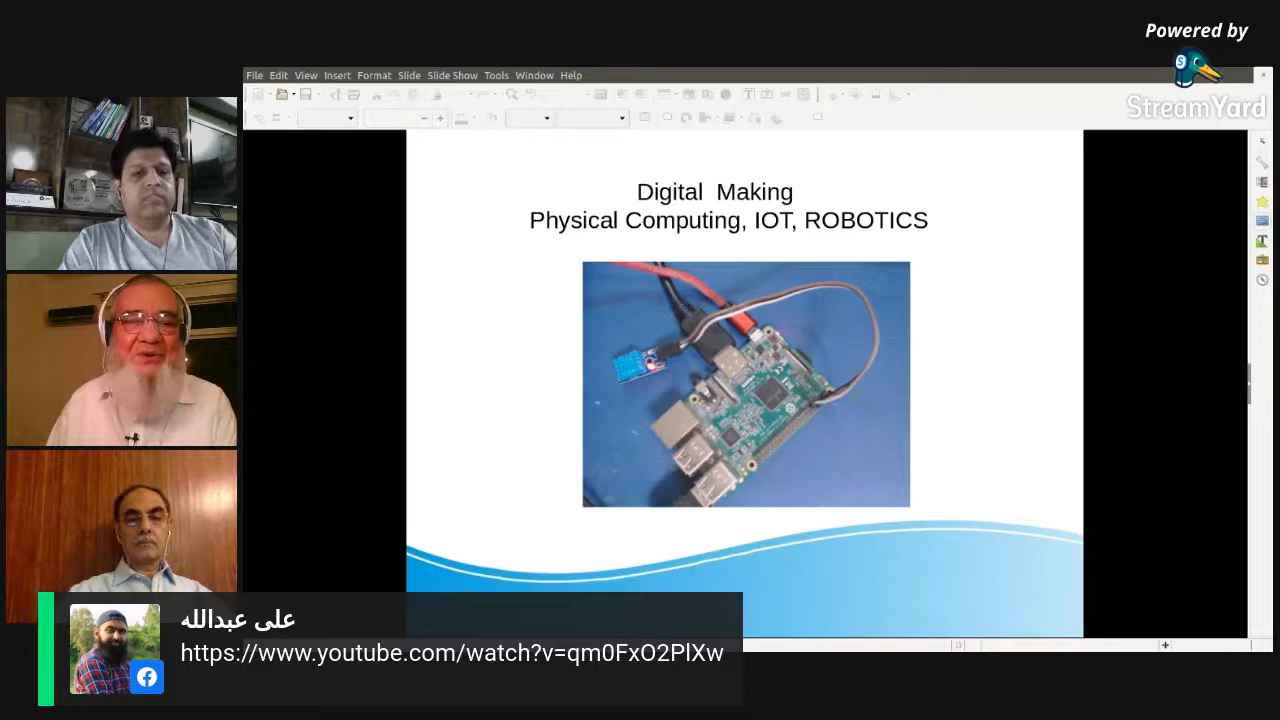 Powered by
StreamYard
File Edit View Insert Format Slide Slide Show Tools Window Help
Digital Making
Physical Computing, IOT, ROBOTICS
علی عبدالله
https://www.youtube.com/watch?v=qm0FxO2PlXw